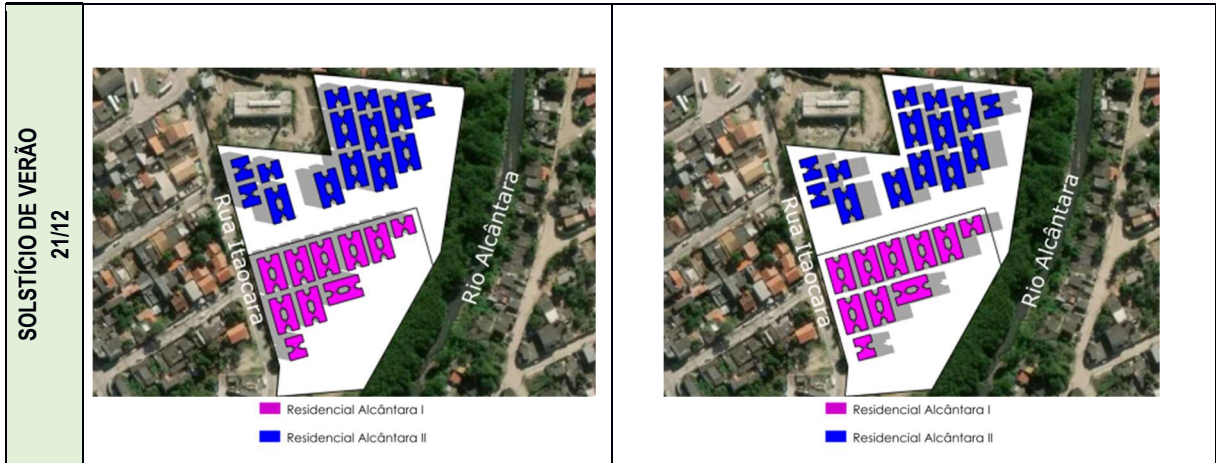 SOLSTÍCIO DE VERÃO
21/12
Rua Itaocara
Rio Alcântara
Residencial Alcântara I
Residencial Alcântara II
Rua Itaocara
Rio Alcântara
Residencial Alcântara I
Residencial Alcântara II